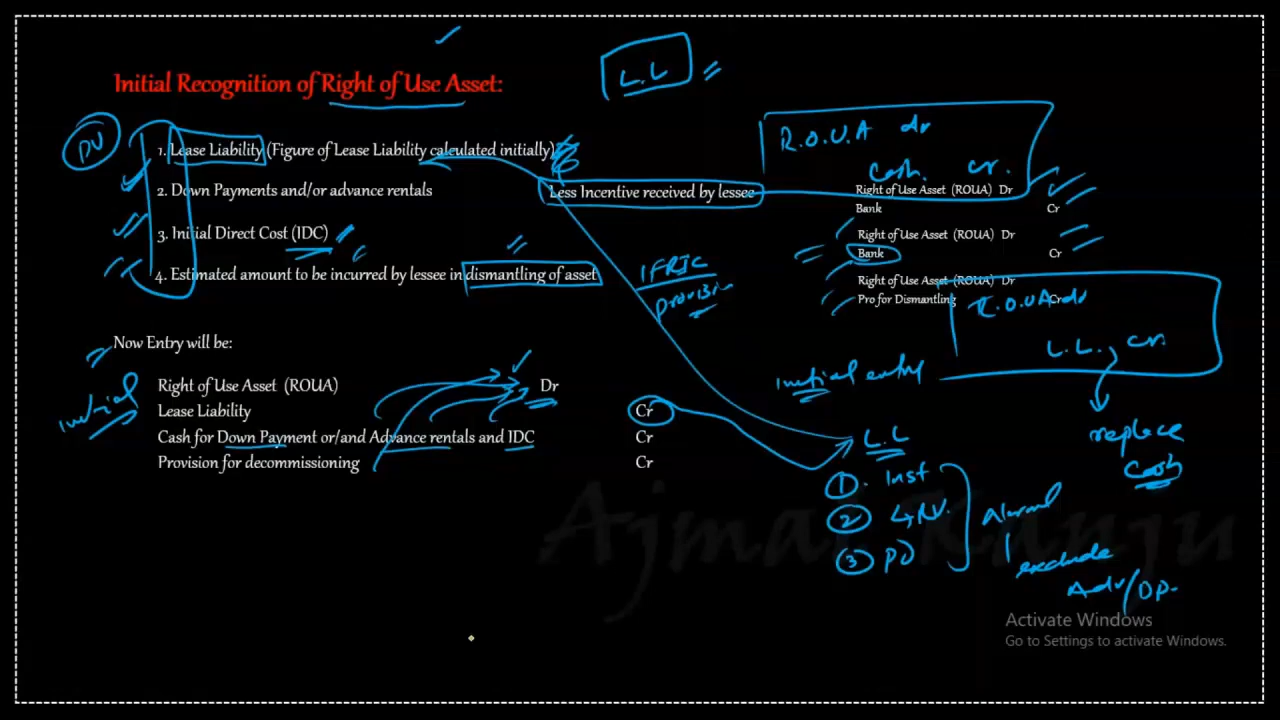 L.L
Initial Recognition of Right of Use Asset:
R.O.U.A dr
Cash. cr.
PV
1. Lease Liability (Figure of Lease Liability calculated initially)
2. Down Payments and/or advance rentals
Less Incentive received by lessee
Right of Use Asset (ROUA) Dr
Bank Cr
3. Initial Direct Cost (IDC)
Right of Use Asset (ROUA) Dr
Bank Cr
4. Estimated amount to be incurred by lessee in dismantling of asset
IFRIC
provision
Right of Use Asset (ROUA) Dr
Pro for Dismantling Cr
R.O.UA dr
L.L., cr.
Now Entry will be:
initial
Right of Use Asset (ROUA) Dr
Lease Liability Cr
Cash for Down Payment or/and Advance rentals and IDC Cr
Provision for decommissioning Cr
initial entry
replace
Cash
L.L
① Inst
②
③ PO
exclude
Adv/DP.
Ajmal Kanju
Activate Windows
Go to Settings to activate Windows.